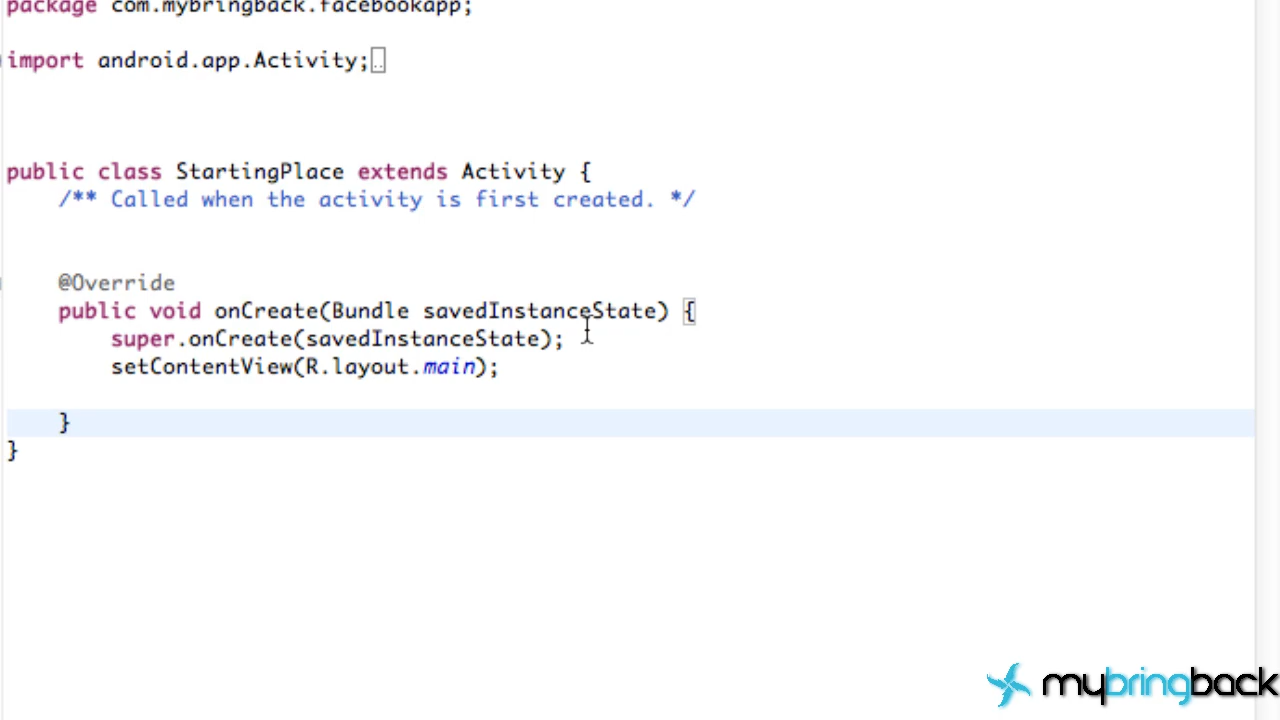 package com.mybringback.facebookapp;
import android.app.Activity;
public class StartingPlace extends Activity {
/** Called when the activity is first created. */
@Override
public void onCreate(Bundle savedInstanceState) {
super.onCreate(savedInstanceState);
setContentView(R.layout.main);
}
}
mybringback